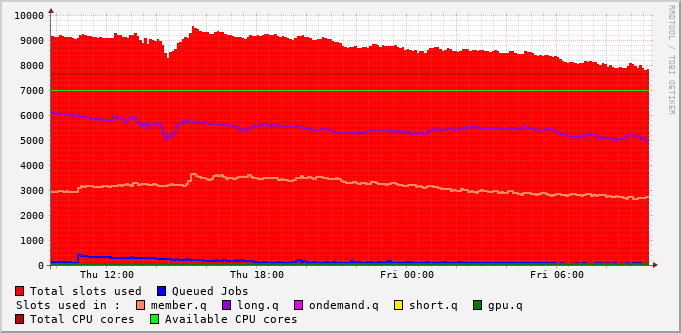 10000
9000
8000
7000
6000
5000
4000
3000
2000
1000
0
Thu 12:00 Thu 18:00 Fri 00:00 Fri 06:00
RRDTOOL / TOBI OETIKER
Total slots used Queued Jobs
Slots used in : member.q long.q ondemand.q short.q gpu.q
Total CPU cores Available CPU cores